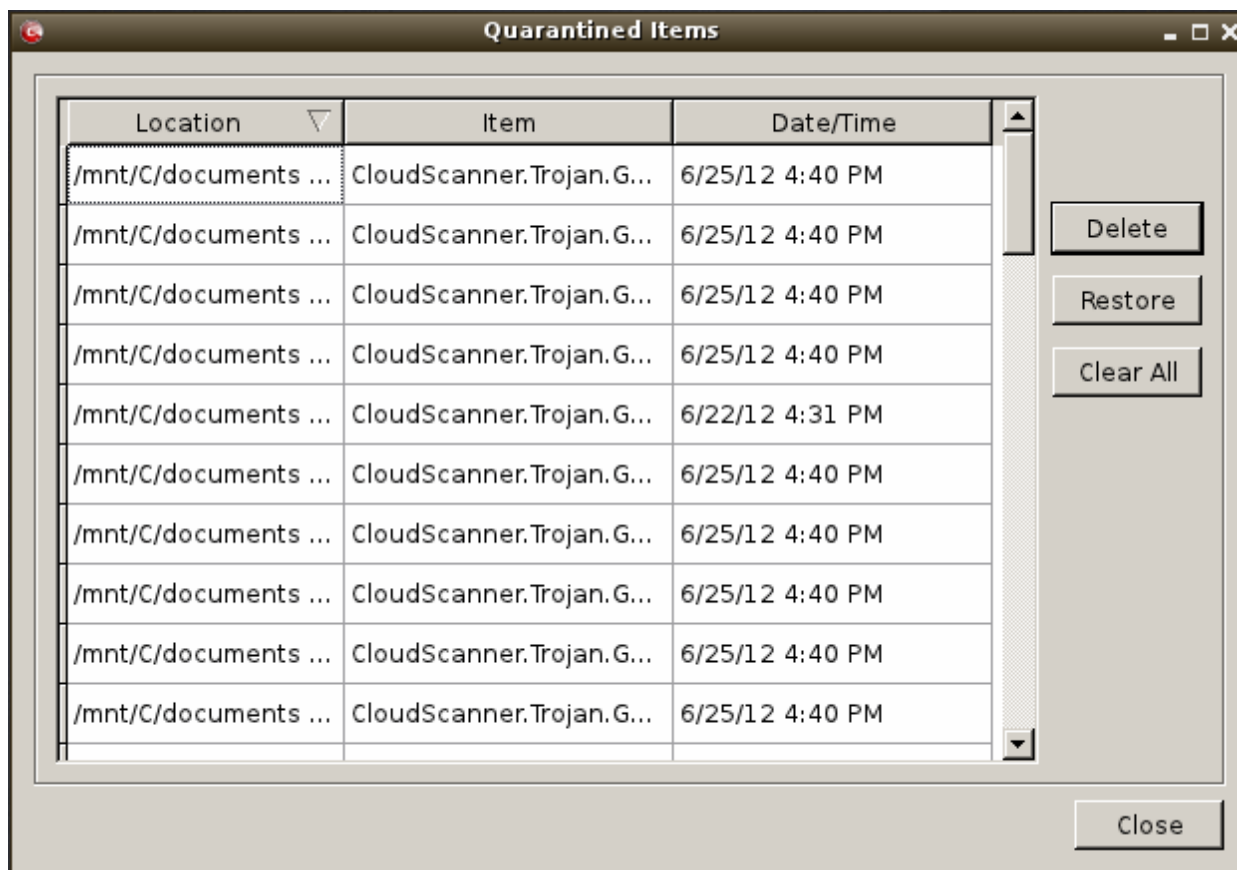 Quarantined Items
Location Item Date/Time
/mnt/C/documents ... CloudScanner.Trojan.G... 6/25/12 4:40 PM
/mnt/C/documents ... CloudScanner.Trojan.G... 6/25/12 4:40 PM
/mnt/C/documents ... CloudScanner.Trojan.G... 6/25/12 4:40 PM
/mnt/C/documents ... CloudScanner.Trojan.G... 6/25/12 4:40 PM
/mnt/C/documents ... CloudScanner.Trojan.G... 6/22/12 4:31 PM
/mnt/C/documents ... CloudScanner.Trojan.G... 6/25/12 4:40 PM
/mnt/C/documents ... CloudScanner.Trojan.G... 6/25/12 4:40 PM
/mnt/C/documents ... CloudScanner.Trojan.G... 6/25/12 4:40 PM
/mnt/C/documents ... CloudScanner.Trojan.G... 6/25/12 4:40 PM
/mnt/C/documents ... CloudScanner.Trojan.G... 6/25/12 4:40 PM
Delete
Restore
Clear All
Close